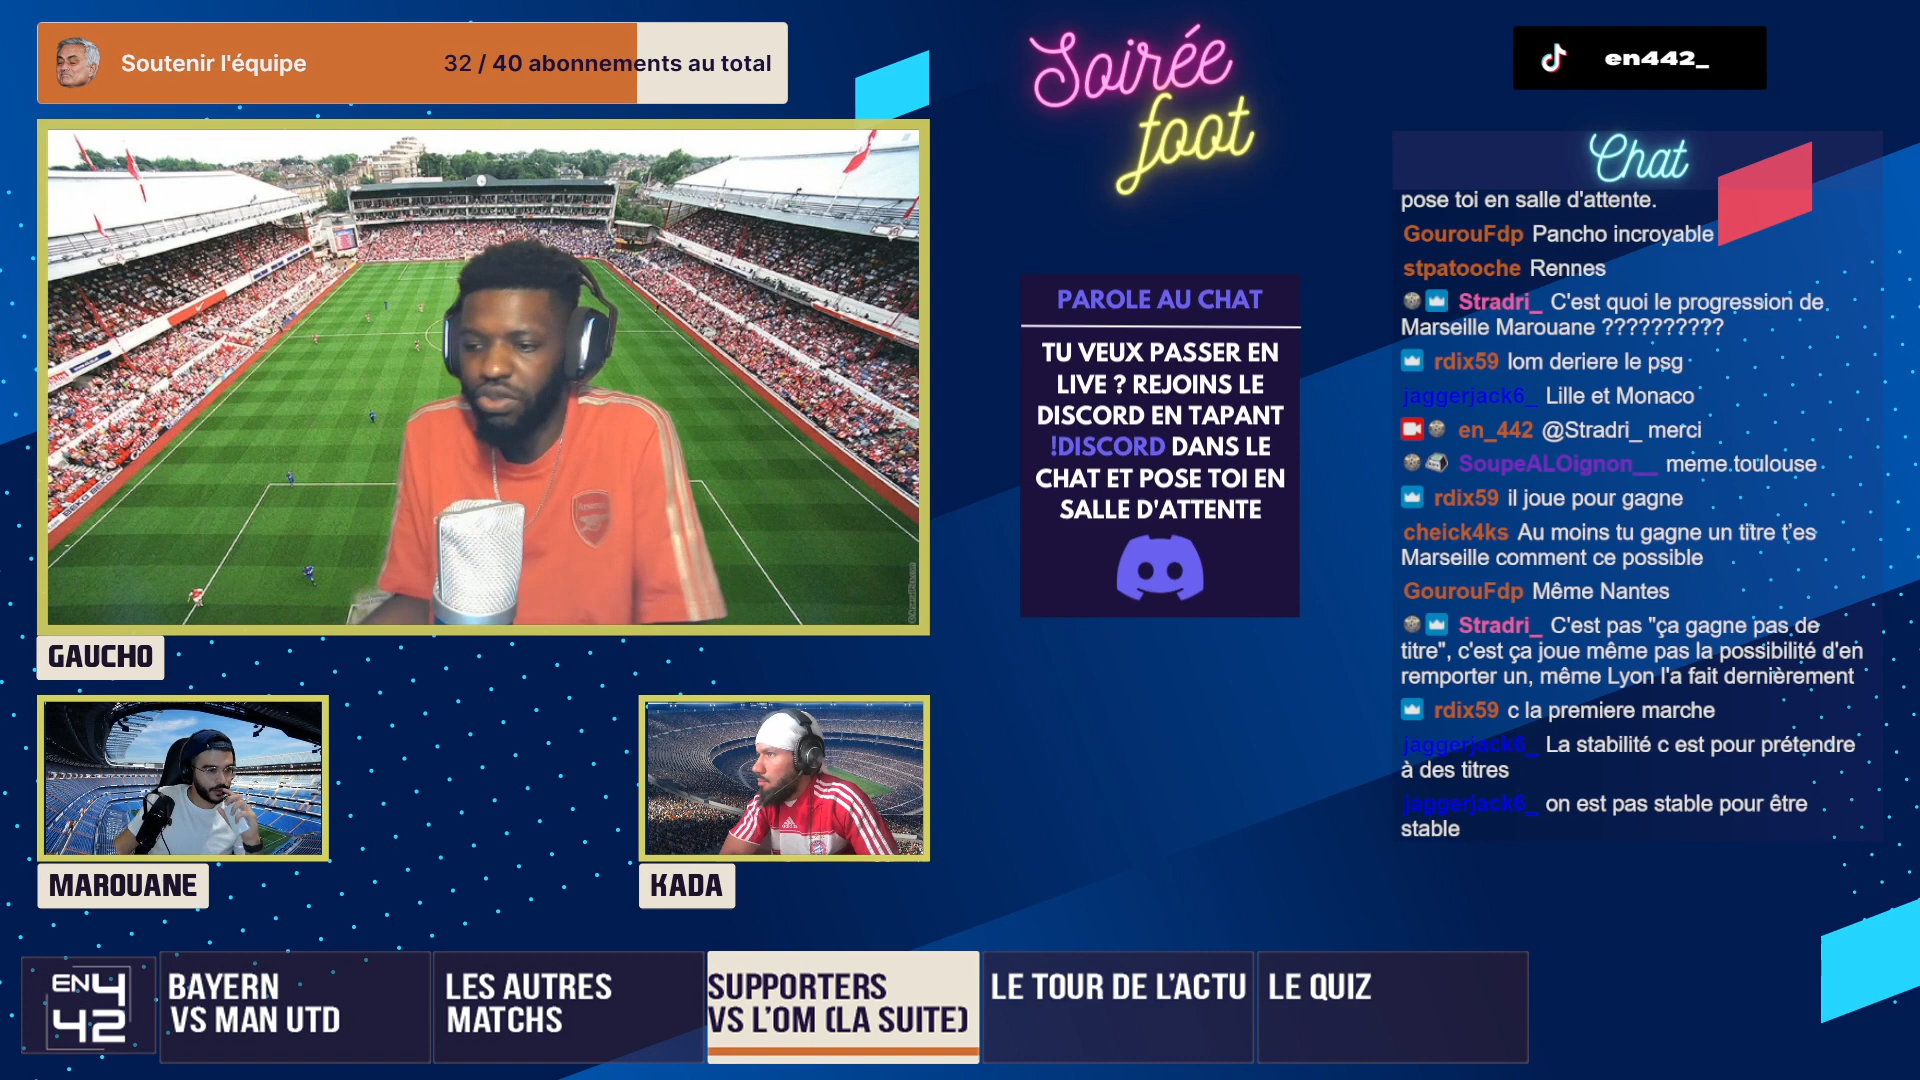 Soutenir l'équipe
32 / 40 abonnements au total
Soirée
foot
en442_
Chat
pose toi en salle d'attente.
GourouFdp Pancho incroyable
stpatooche Rennes
Stradri_ C'est quoi le progression de
Marseille Marouane ??????????
rdix59 lom deriere le psg
jaggerjack6_ Lille et Monaco
en_442 @Stradri_ merci
SoupeALOignon__ meme toulouse
rdix59 il joue pour gagne
cheick4ks Au moins tu gagne un titre t'es
Marseille comment ce possible
GourouFdp Même Nantes
Stradri_ C'est pas "ça gagne pas de
titre", c'est ça joue même pas la possibilité d'en
remporter un, même Lyon l'a fait dernièrement
rdix59 c la premiere marche
jaggerjack6_ La stabilité c est pour prétendre
à des titres
jaggerjack6_ on est pas stable pour être
stable
PAROLE AU CHAT
TU VEUX PASSER EN
LIVE ? REJOINS LE
DISCORD EN TAPANT
!DISCORD DANS LE
CHAT ET POSE TOI EN
SALLE D'ATTENTE
Arsenal
GAUCHO
MAROUANE
KADA
EN 4
42
BAYERN
VS MAN UTD
LES AUTRES
MATCHS
SUPPORTERS
VS L'OM (LA SUITE)
LE TOUR DE L'ACTU
LE QUIZ